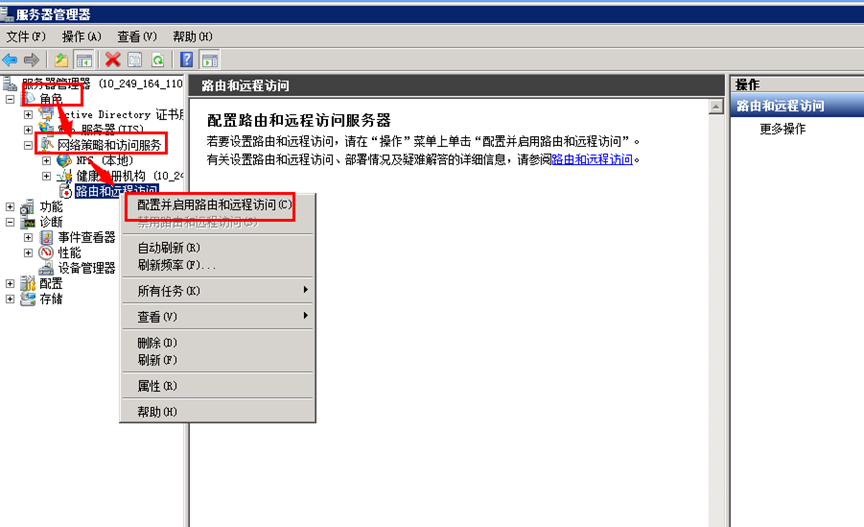 服务器管理器
文件(F) 操作(A) 查看(V) 帮助(H)
服务器管理器 (10_249_164_110
角色
Active Directory 证书服
服务器(IIS)
网络策略和访问服务
NPS (本地)
健康注册机构 (10_24
路由和远程访问
功能
诊断
事件查看器
性能
设备管理器
配置
存储
路由和远程访问
配置路由和远程访问服务器
若要设置路由和远程访问，请在“操作”菜单上单击“配置并启用路由和远程访问”。
有关设置路由和远程访问、部署情况及疑难解答的详细信息，请参阅路由和远程访问。
配置并启用路由和远程访问(C)
禁用路由和远程访问(D)
自动刷新(R)
刷新频率(F)...
所有任务(K)
查看(V)
删除(D)
刷新(F)
属性(R)
帮助(H)
操作
路由和远程访问
更多操作